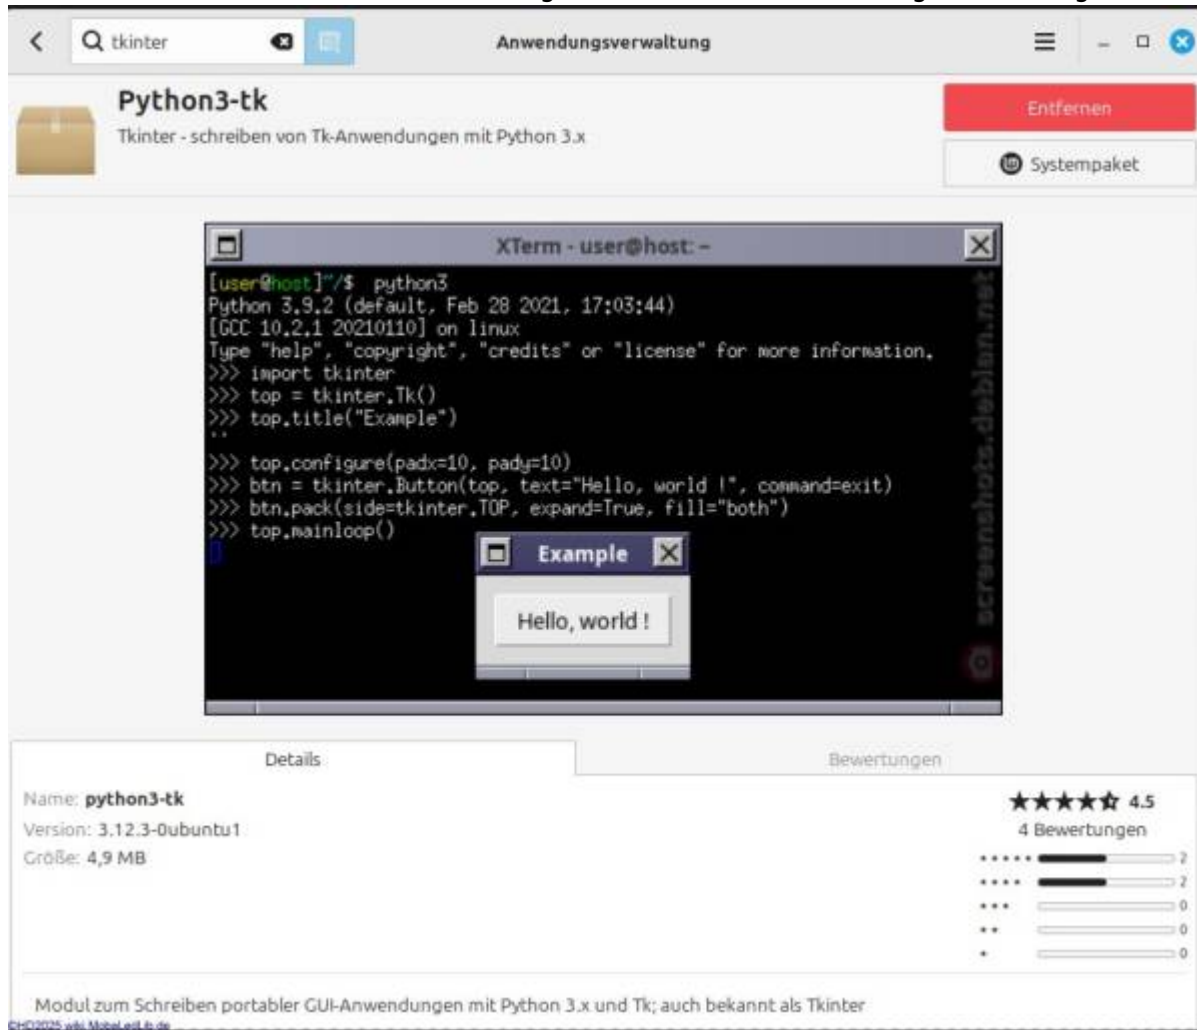 tkinter
Anwendungsverwaltung
Python3-tk
Tkinter - schreiben von Tk-Anwendungen mit Python 3.x
Entfernen
Systempaket
XTerm - user@host: ~
[user@host]~/$ python3
Python 3.9.2 (default, Feb 28 2021, 17:03:44)
[GCC 10.2.1 20210110] on linux
Type "help", "copyright", "credits" or "license" for more information.
>>> import tkinter
>>> top = tkinter.Tk()
>>> top.title("Example")
''
>>> top.configure(padx=10, pady=10)
>>> btn = tkinter.Button(top, text="Hello, world !", command=exit)
>>> btn.pack(side=tkinter.TOP, expand=True, fill="both")
>>> top.mainloop()
Example
Hello, world !
screenshots.debian.net
Details
Bewertungen
Name: python3-tk
Version: 3.12.3-0ubuntu1
Größe: 4,9 MB
4.5
4 Bewertungen
2
2
0
0
0
Modul zum Schreiben portabler GUI-Anwendungen mit Python 3.x und Tk; auch bekannt als Tkinter
©HD2025 wiki.MobaLedLib.de